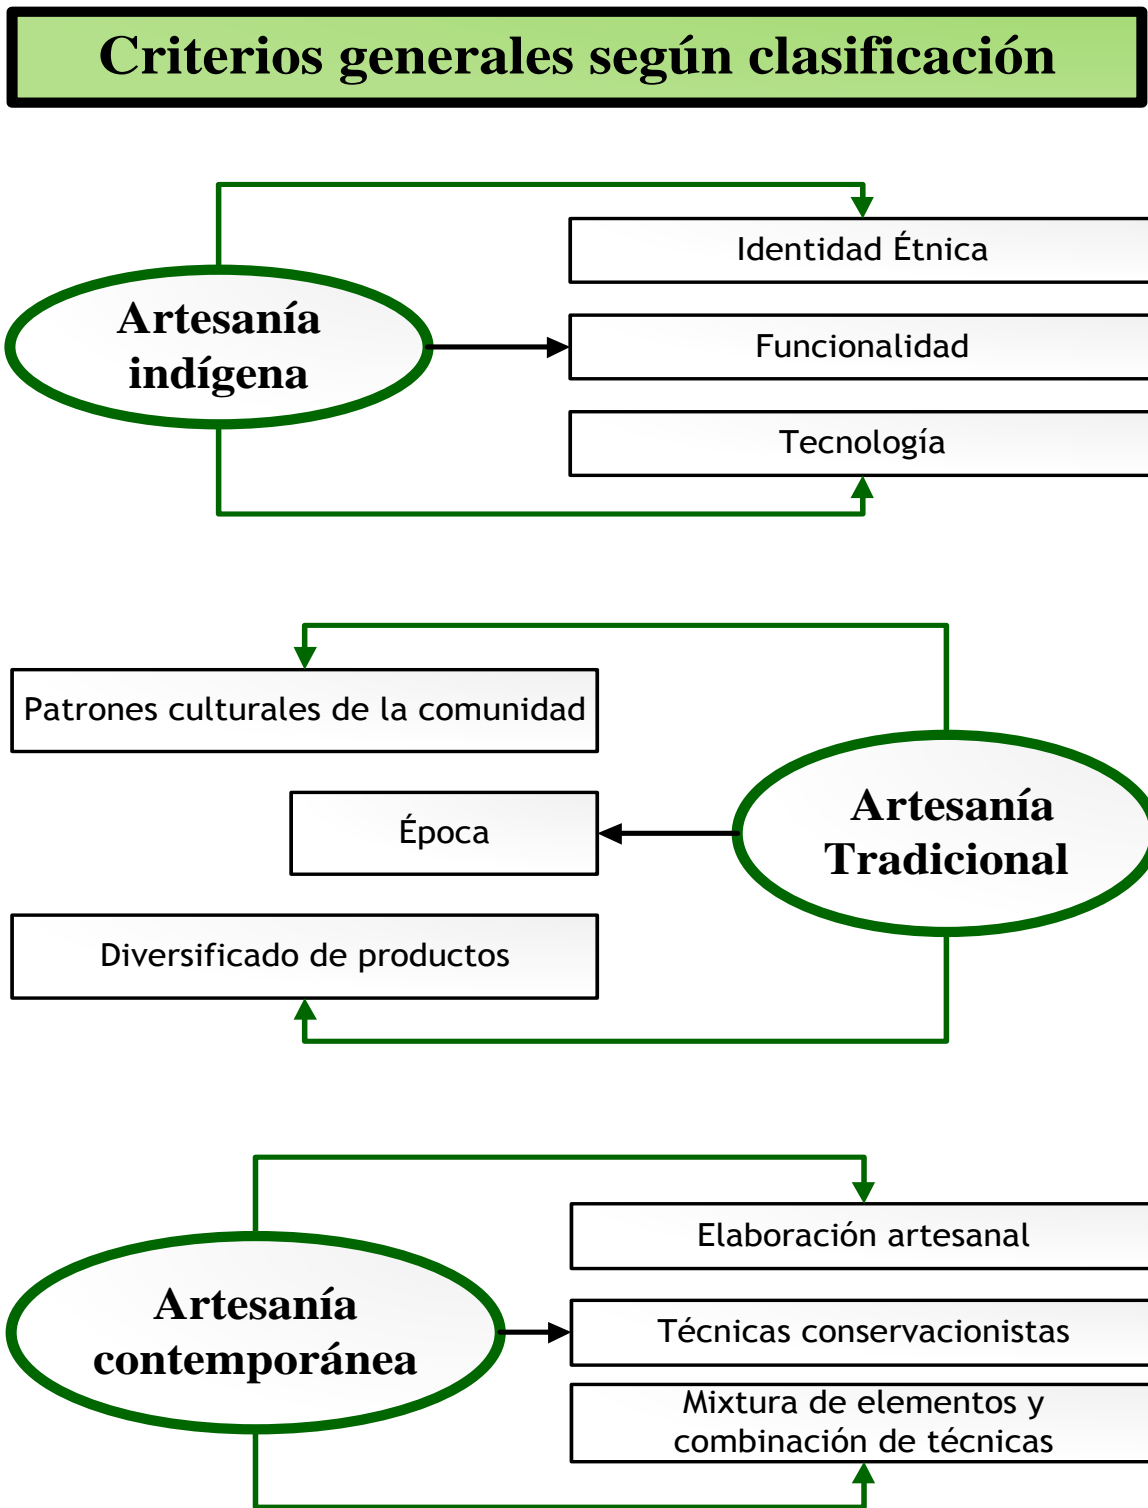 Criterios generales según clasificación
Artesanía
indígena
Identidad Étnica
Funcionalidad
Tecnología
Patrones culturales de la comunidad
Época
Diversificado de productos
Artesanía
Tradicional
Artesanía
contemporánea
Elaboración artesanal
Técnicas conservacionistas
Mixtura de elementos y
combinación de técnicas